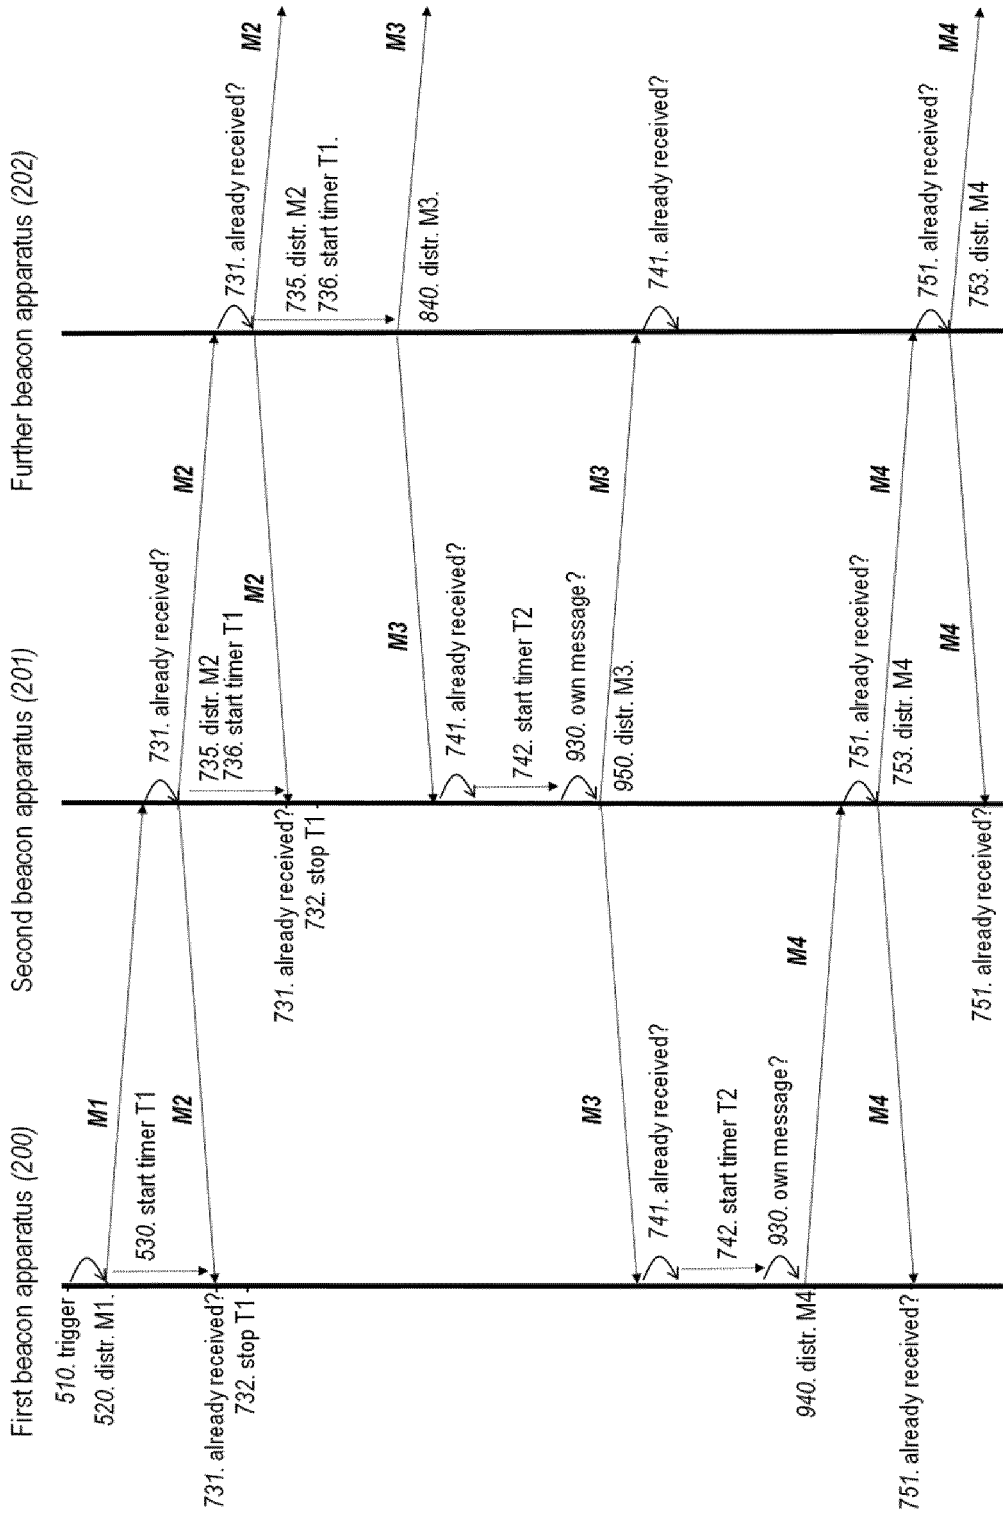 First beacon apparatus (200)
Second beacon apparatus (201)
Further beacon apparatus (202)
510. trigger
520. distr. M1.
M1
530. start timer T1
731. already received?
M2
M2
735. distr. M2
736. start timer T1
731. already received?
M2
735. distr. M2
736. start timer T1.
M2
731. already received?
732. stop T1
731. already received?
732. stop T1
M3
840. distr. M3.
M3
741. already received?
742. start timer T2
930. own message?
950. distr. M3.
M3
M3
741. already received?
741. already received?
742. start timer T2
930. own message?
940. distr. M4
M4
751. already received?
753. distr. M4
M4
M4
751. already received?
751. already received?
753. distr. M4
M4
M4
751. already received?